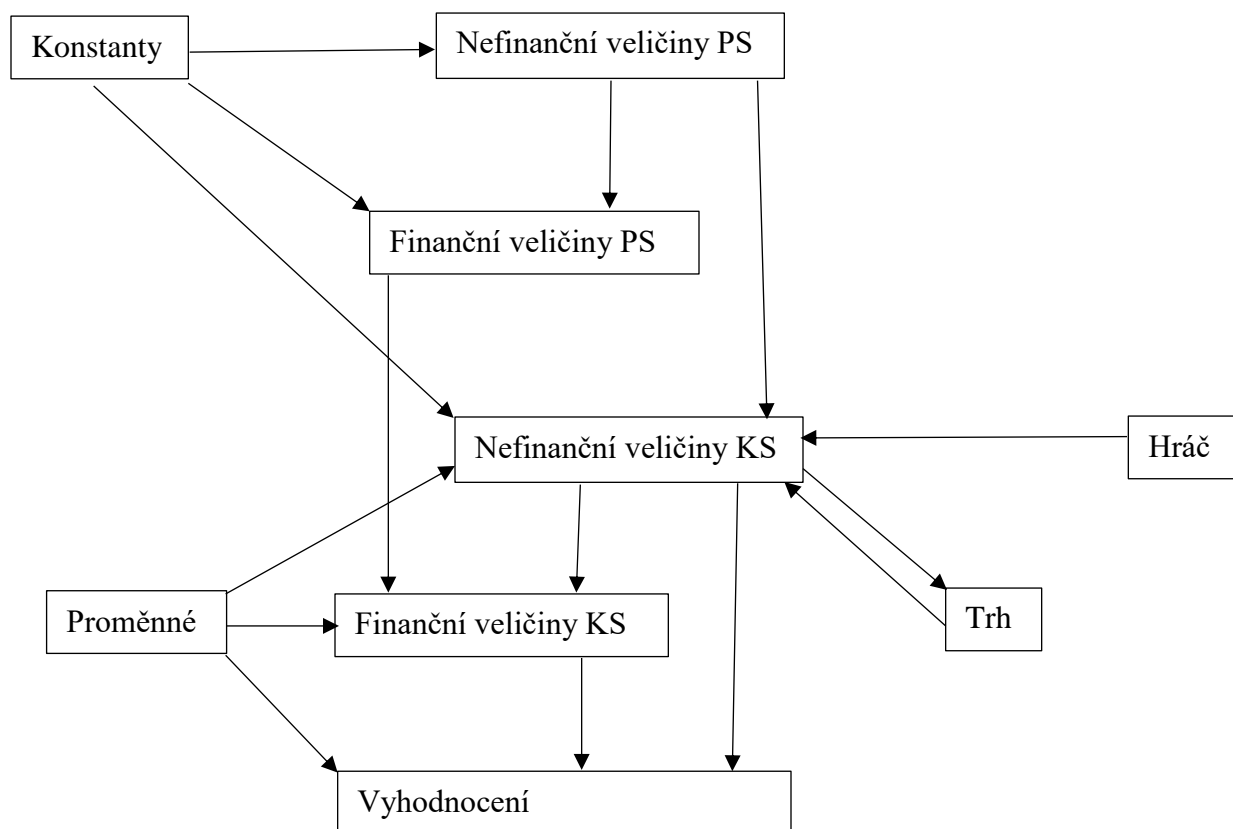 Konstanty
Nefinanční veličiny PS
Finanční veličiny PS
Nefinanční veličiny KS
Hráč
Proměnné
Finanční veličiny KS
Trh
Vyhodnocení